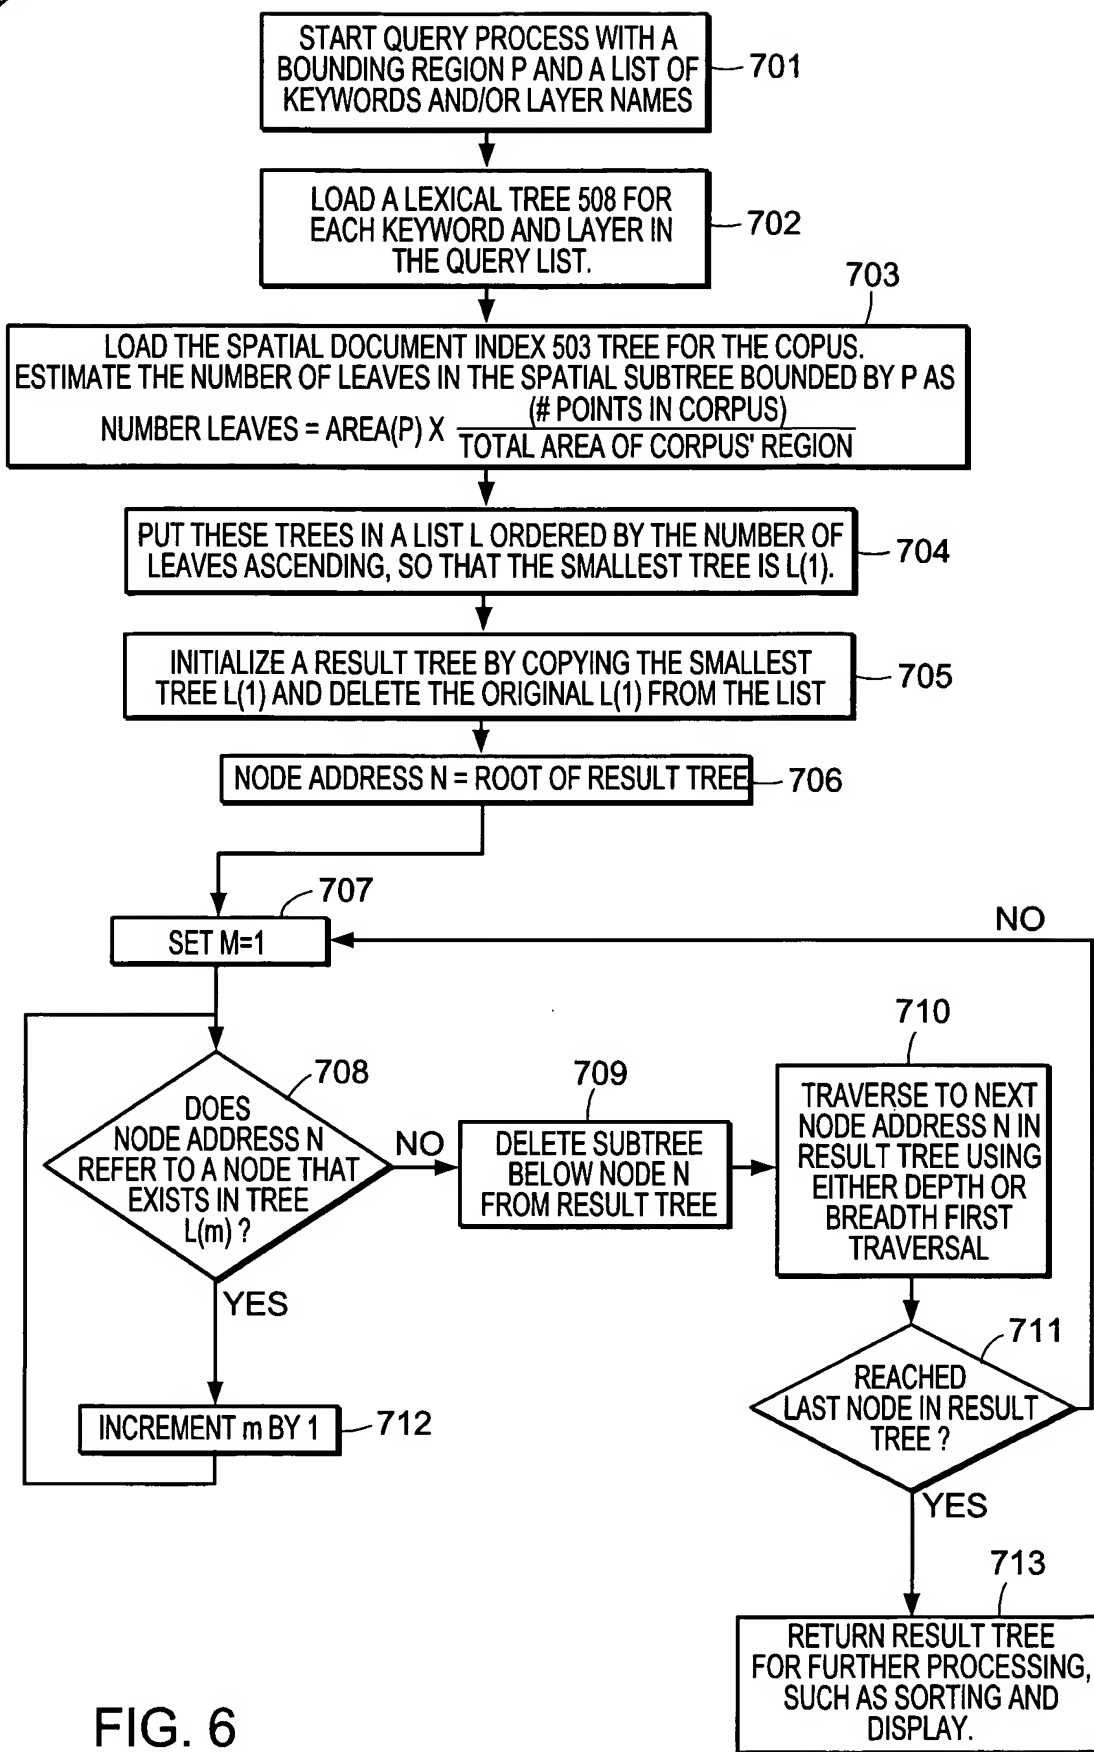 START QUERY PROCESS WITH A
BOUNDING REGION P AND A LIST OF
KEYWORDS AND/OR LAYER NAMES
701
LOAD A LEXICAL TREE 508 FOR
EACH KEYWORD AND LAYER IN
THE QUERY LIST.
702
703
LOAD THE SPATIAL DOCUMENT INDEX 503 TREE FOR THE COPUS.
ESTIMATE THE NUMBER OF LEAVES IN THE SPATIAL SUBTREE BOUNDED BY P AS
NUMBER LEAVES = AREA(P) X (# POINTS IN CORPUS)
TOTAL AREA OF CORPUS' REGION
PUT THESE TREES IN A LIST L ORDERED BY THE NUMBER OF
LEAVES ASCENDING, SO THAT THE SMALLEST TREE IS L(1).
704
INITIALIZE A RESULT TREE BY COPYING THE SMALLEST
TREE L(1) AND DELETE THE ORIGINAL L(1) FROM THE LIST
705
NODE ADDRESS N = ROOT OF RESULT TREE
706
707
SET M=1
NO
708
DOES
NODE ADDRESS N
REFER TO A NODE THAT
EXISTS IN TREE
L(m) ?
NO
YES
709
DELETE SUBTREE
BELOW NODE N
FROM RESULT TREE
710
TRAVERSE TO NEXT
NODE ADDRESS N IN
RESULT TREE USING
EITHER DEPTH OR
BREADTH FIRST
TRAVERSAL
711
REACHED
LAST NODE IN RESULT
TREE ?
YES
INCREMENT m BY 1
712
713
RETURN RESULT TREE
FOR FURTHER PROCESSING,
SUCH AS SORTING AND
DISPLAY.
FIG. 6